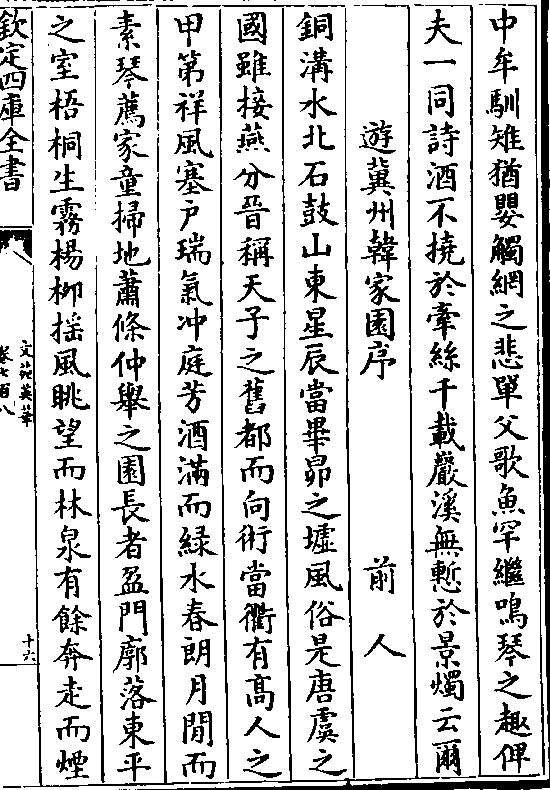 中牟馴雉猶嬰觸網之悲單父歌魚罕繼鳴琴之趣俾
夫一同詩酒不撓於牽絲千載巖溪無慙於景燭云爾
遊冀州韓家園序　前人
銅溝水北石鼓山東星辰當畢昴之墟風俗是唐虞之
國雖接燕分晉稱天子之舊都而向術當衢有高人之
甲第祥風塞戸瑞氣冲庭芳酒滿而緑水春朗月閒而
素琴薦家童掃地蕭條仲舉之園長者盈門廓落東平
之室梧桐生霧楊柳揺風眺望而林泉有餘奔走而煙
欽定四庫全書
文苑英華
卷七百八
十六